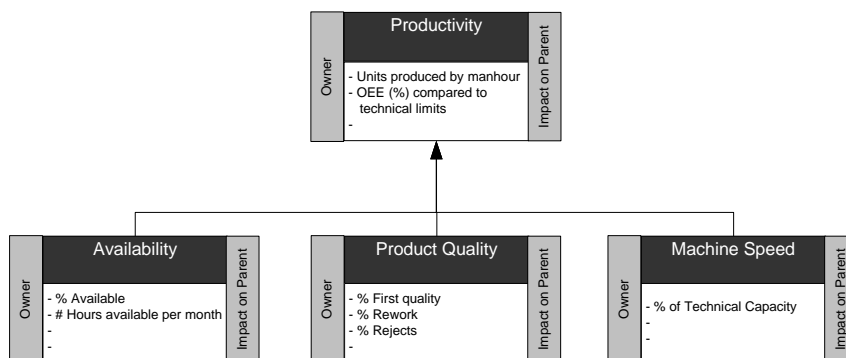 Productivity
Owner
- Units produced by manhour
- OEE (%) compared to
technical limits
-
Impact on Parent
Availability
Owner
- % Available
- # Hours available per month
-
-
Impact on Parent
Product Quality
Owner
- % First quality
- % Rework
- % Rejects
-
Impact on Parent
Machine Speed
Owner
- % of Technical Capacity
-
-
Impact on Parent